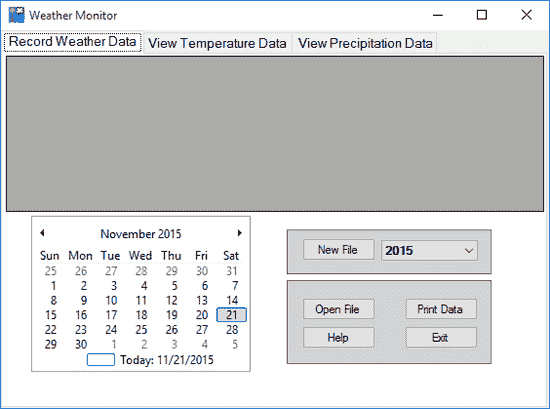 Weather Monitor
Record Weather Data View Temperature Data View Precipitation Data
November 2015
Sun Mon Tue Wed Thu Fri Sat
25 26 27 28 29 30 31
1 2 3 4 5 6 7
8 9 10 11 12 13 14
15 16 17 18 19 20 21
22 23 24 25 26 27 28
29 30 1 2 3 4 5
Today: 11/21/2015
New File 2015
Open File Print Data
Help Exit